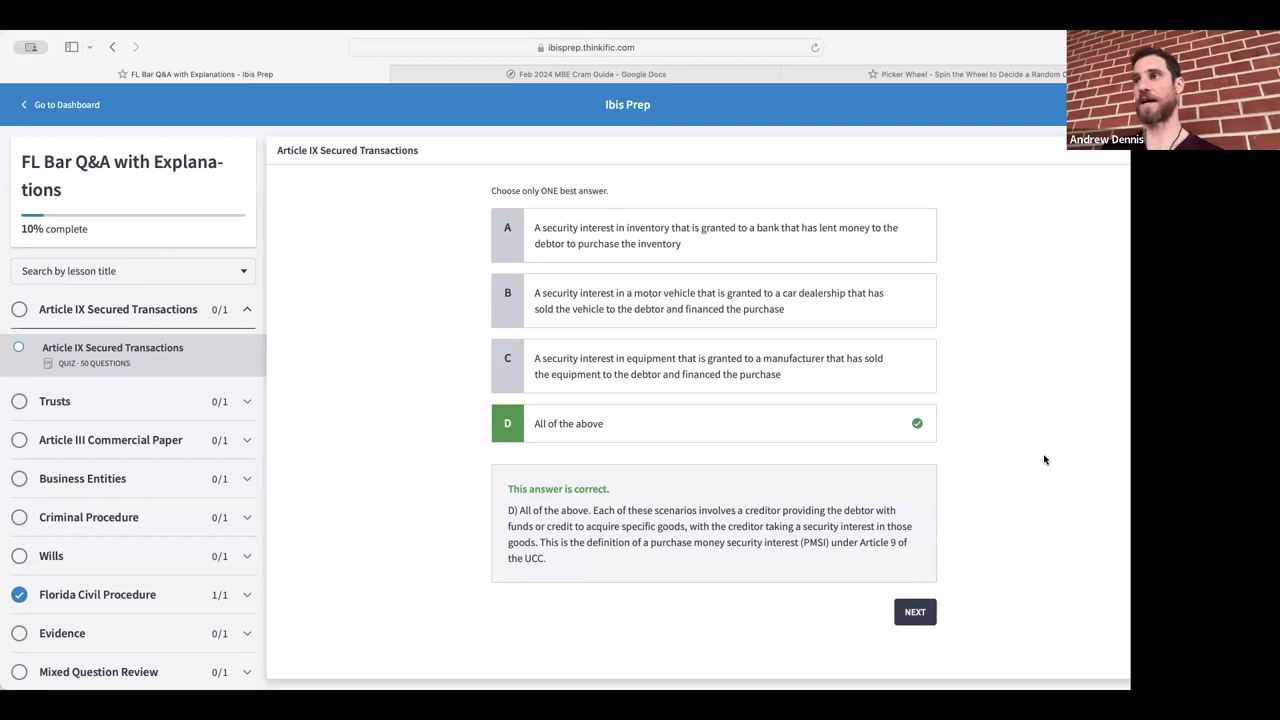 ibisprep.thinkific.com
FL Bar Q&A with Explanations - Ibis Prep
Feb 2024 MBE Cram Guide - Google Docs
Picker Wheel - Spin the Wheel to Decide a Random
Andrew Dennis
Go to Dashboard
Ibis Prep
FL Bar Q&A with Explana-
tions
10% complete
Search by lesson title
Article IX Secured Transactions 0/1
Article IX Secured Transactions
QUIZ · 50 QUESTIONS
Trusts 0/1
Article III Commercial Paper 0/1
Business Entities 0/1
Criminal Procedure 0/1
Wills 0/1
Florida Civil Procedure 1/1
Evidence 0/1
Mixed Question Review 0/1
Article IX Secured Transactions
Choose only ONE best answer.
A A security interest in inventory that is granted to a bank that has lent money to the
debtor to purchase the inventory
B A security interest in a motor vehicle that is granted to a car dealership that has
sold the vehicle to the debtor and financed the purchase
C A security interest in equipment that is granted to a manufacturer that has sold
the equipment to the debtor and financed the purchase
D All of the above
This answer is correct.
D) All of the above. Each of these scenarios involves a creditor providing the debtor with
funds or credit to acquire specific goods, with the creditor taking a security interest in those
goods. This is the definition of a purchase money security interest (PMSI) under Article 9 of
the UCC.
NEXT